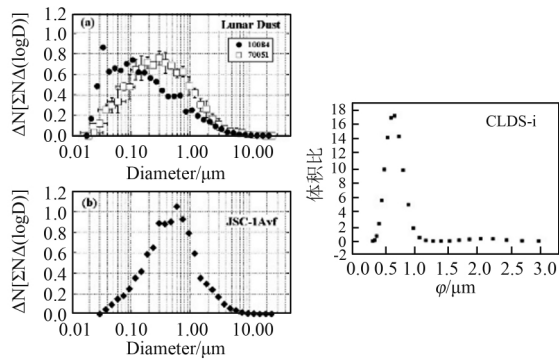 Lunar Dust
(a)
10084
70051
ΔN[ΣNΔ(logD)]
1.0
0.8
0.6
0.4
0.2
0.0
0.01 0.10 1.00 10.00
Diameter/μm
(b)
JSC-1Avf
ΔN[ΣNΔ(logD)]
1.2
1.0
0.8
0.6
0.4
0.2
0.0
0.01 0.10 1.00 10.00
Diameter/μm
CLDS-i
体积比
18
16
14
12
10
8
6
4
2
0
-2
0.0 0.5 1.0 1.5 2.0 2.5 3.0
φ/μm